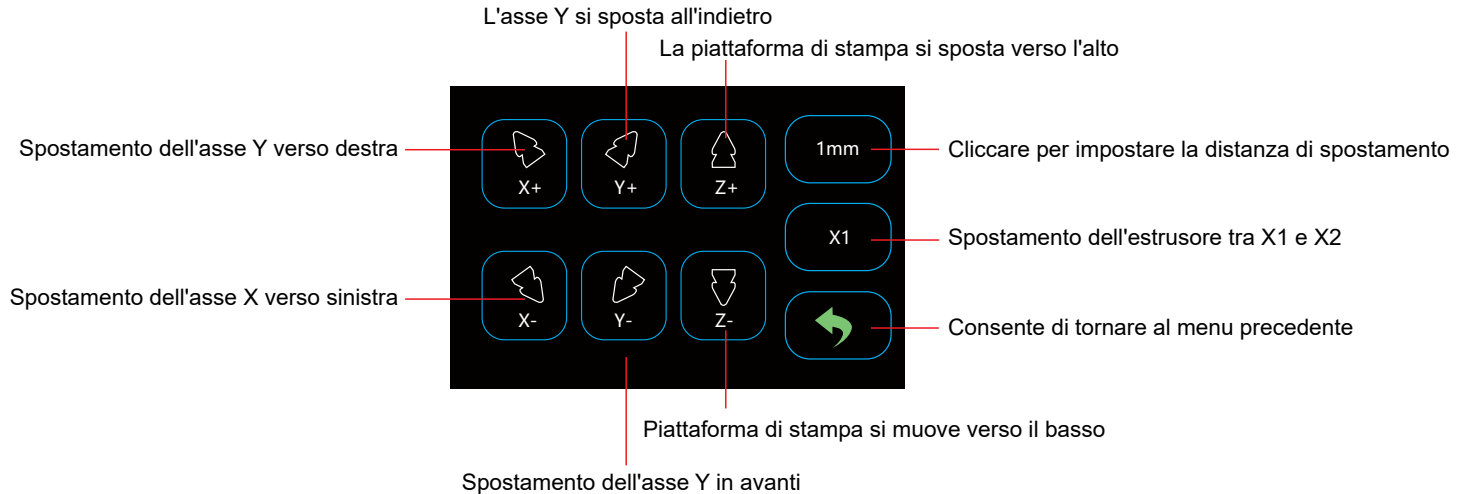 L'asse Y si sposta all'indietro
La piattaforma di stampa si sposta verso l'alto
Spostamento dell'asse Y verso destra
X+
Y+
Z+
1mm
Cliccare per impostare la distanza di spostamento
X1
Spostamento dell'estrusore tra X1 e X2
Spostamento dell'asse X verso sinistra
X-
Y-
Z-
Consente di tornare al menu precedente
Piattaforma di stampa si muove verso il basso
Spostamento dell'asse Y in avanti